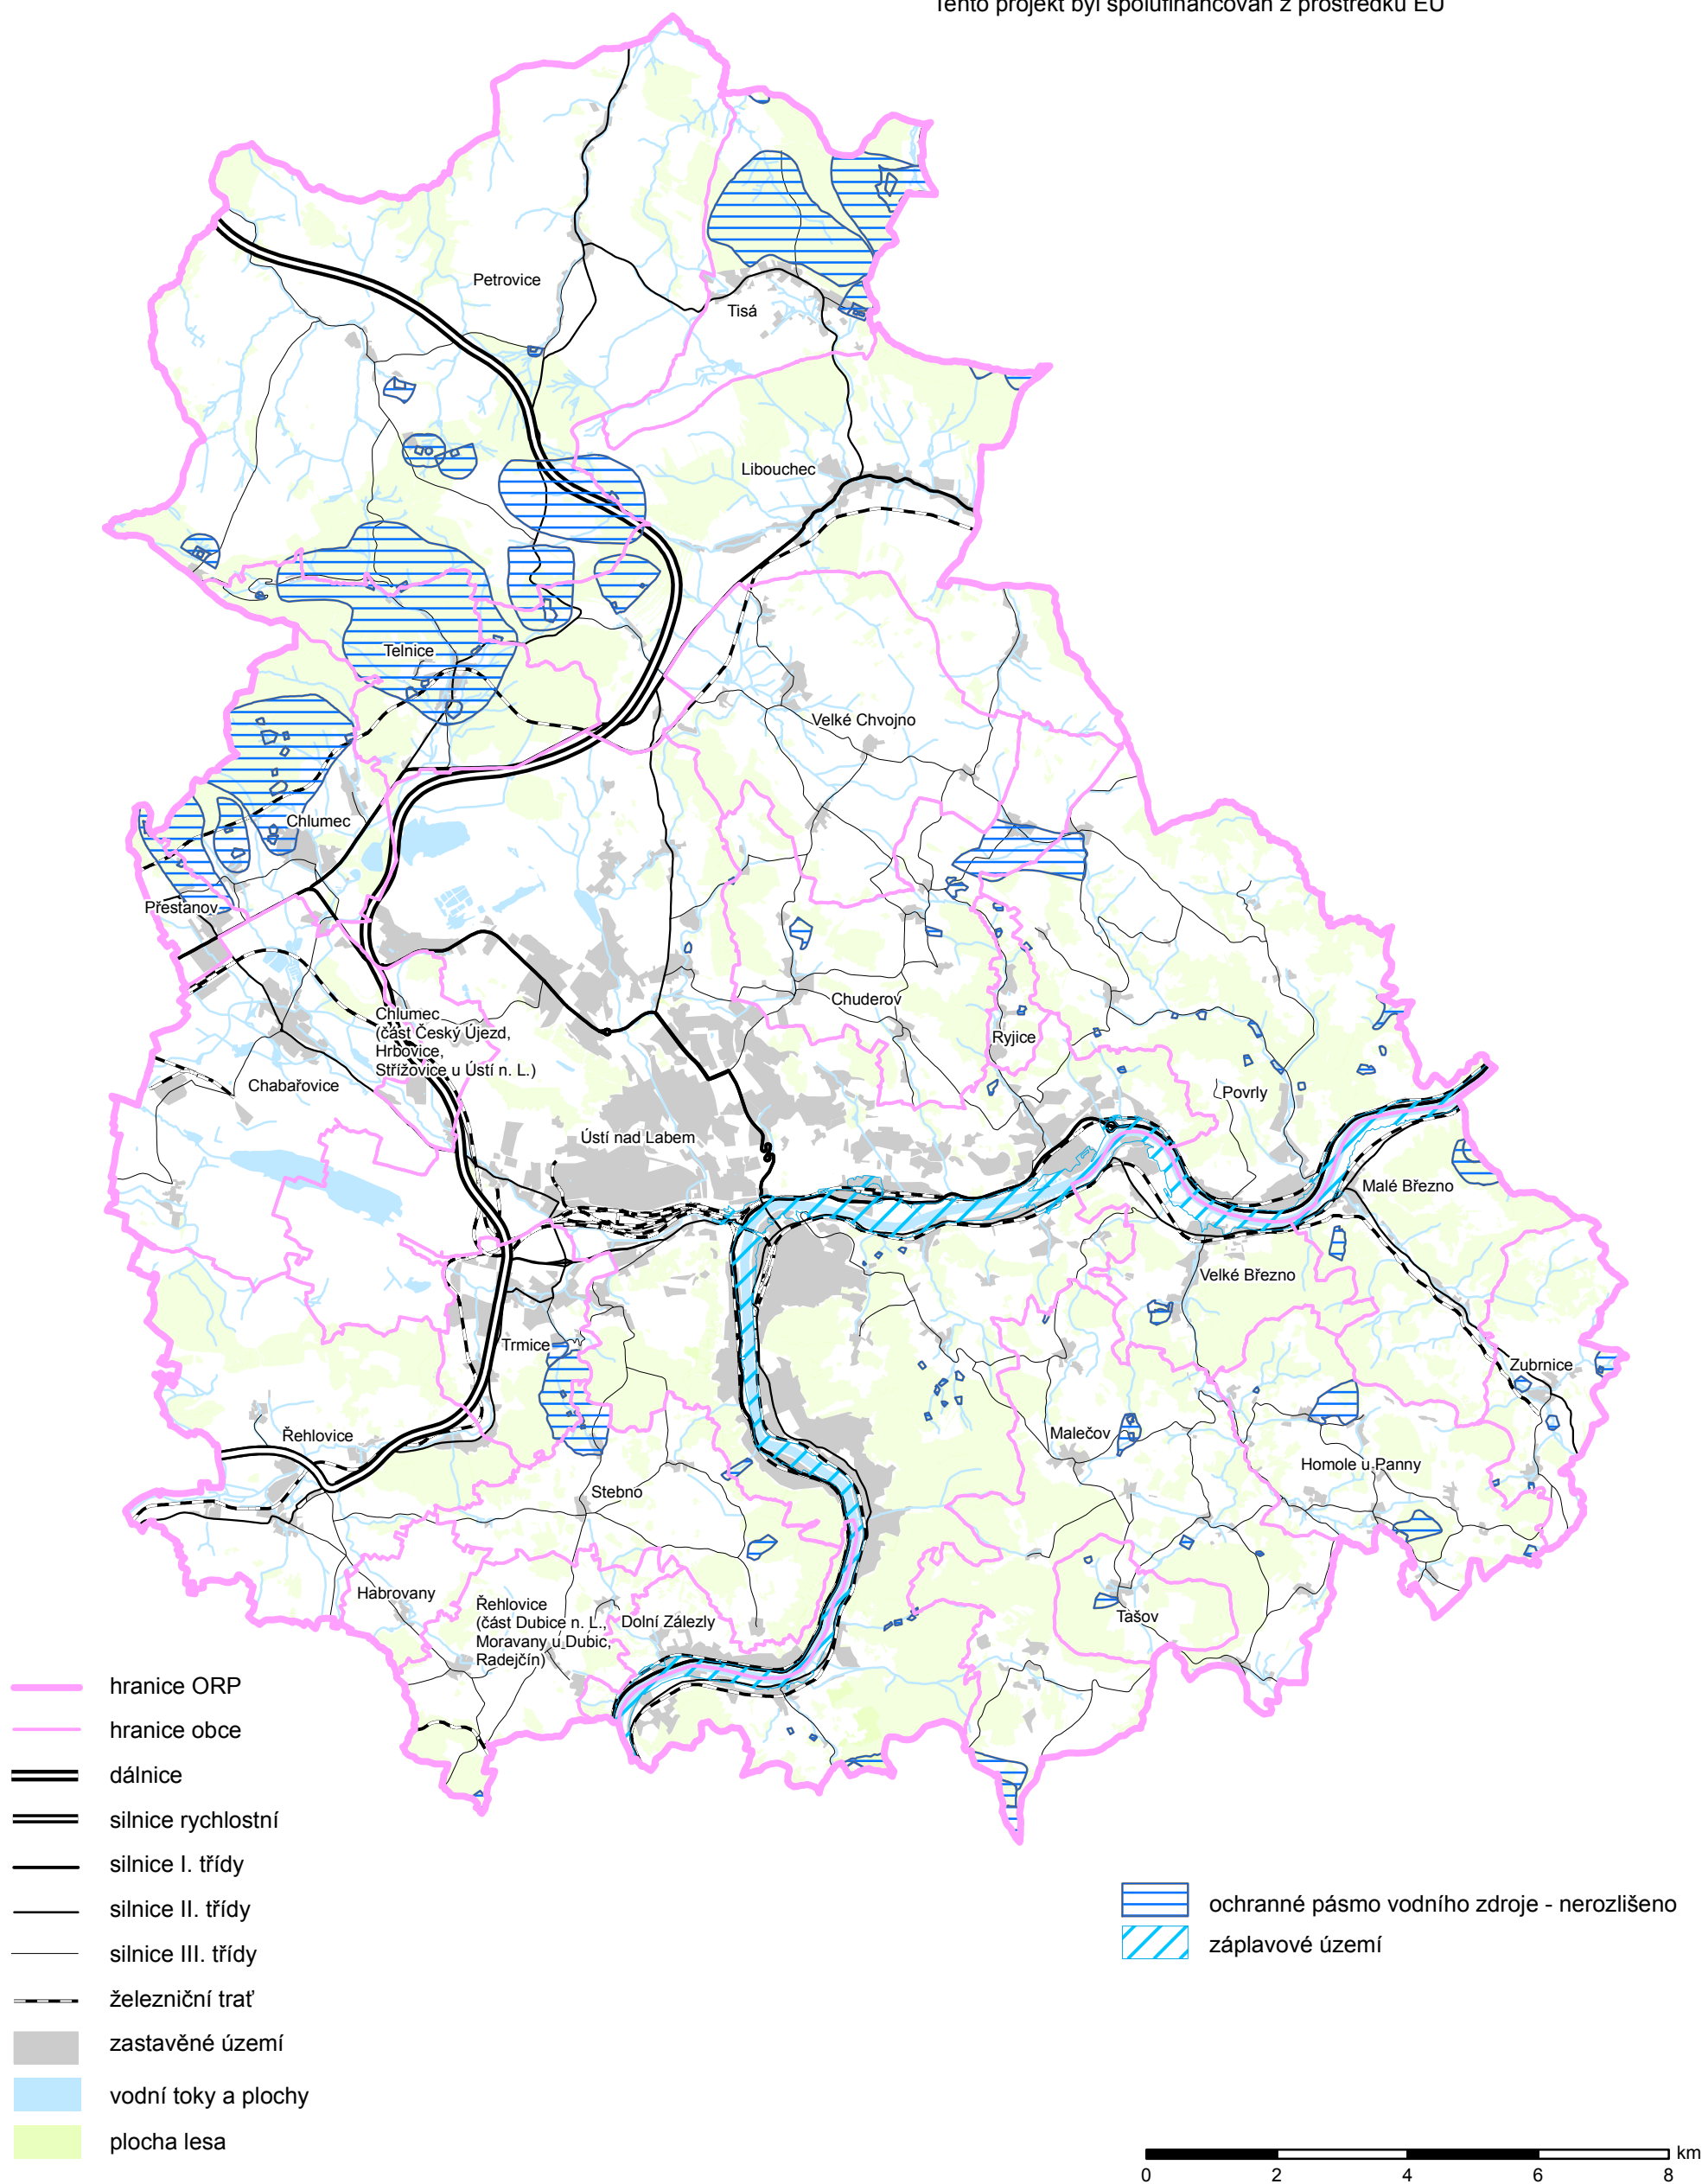 Tento projekt byl spolufinancován z prostředků EU
Petrovice
Tisá
Libouchec
Telnice
Velké Chvojno
Chlumec
Přestanov
Chuderov
Chlumec
(část Český Újezd,
Hrbovice,
Střížovice u Ústí n. L.)
Ryjice
Chabařovice
Povrly
Ústí nad Labem
Malé Březno
Velké Březno
Trmice
Zubrnice
Řehlovice
Malečov
Homole u Panny
Stebno
Habrovany
Řehlovice
(část Dubice n. L.,
Moravany u Dubic,
Radejčín)
Dolní Zálezly
Tašov
hranice ORP
hranice obce
dálnice
silnice rychlostní
silnice I. třídy
silnice II. třídy
silnice III. třídy
železniční trať
zastavěné území
vodní toky a plochy
plocha lesa
ochranné pásmo vodního zdroje - nerozlišeno
záplavové území
km
0 2 4 6 8